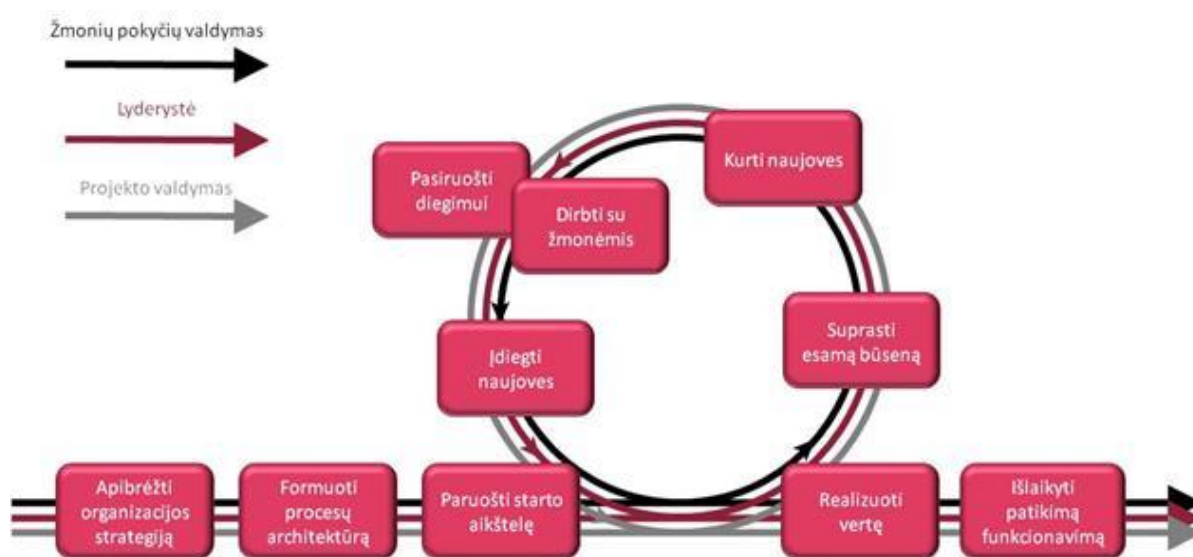 Žmonių pokyčių valdymas
Lyderystė
Projekto valdymas
Kurti naujoves
Pasiruošti
diegimui
Dirbti su
žmonėmis
Suprasti
esamą būseną
Įdiegti
naujoves
Apibrėžti
organizacijos
strategiją
Formuoti
procesų
architektūrą
Paruošti starto
aikštelę
Realizuoti
vertę
Išlaikyti
patikimą
funkcionavimą